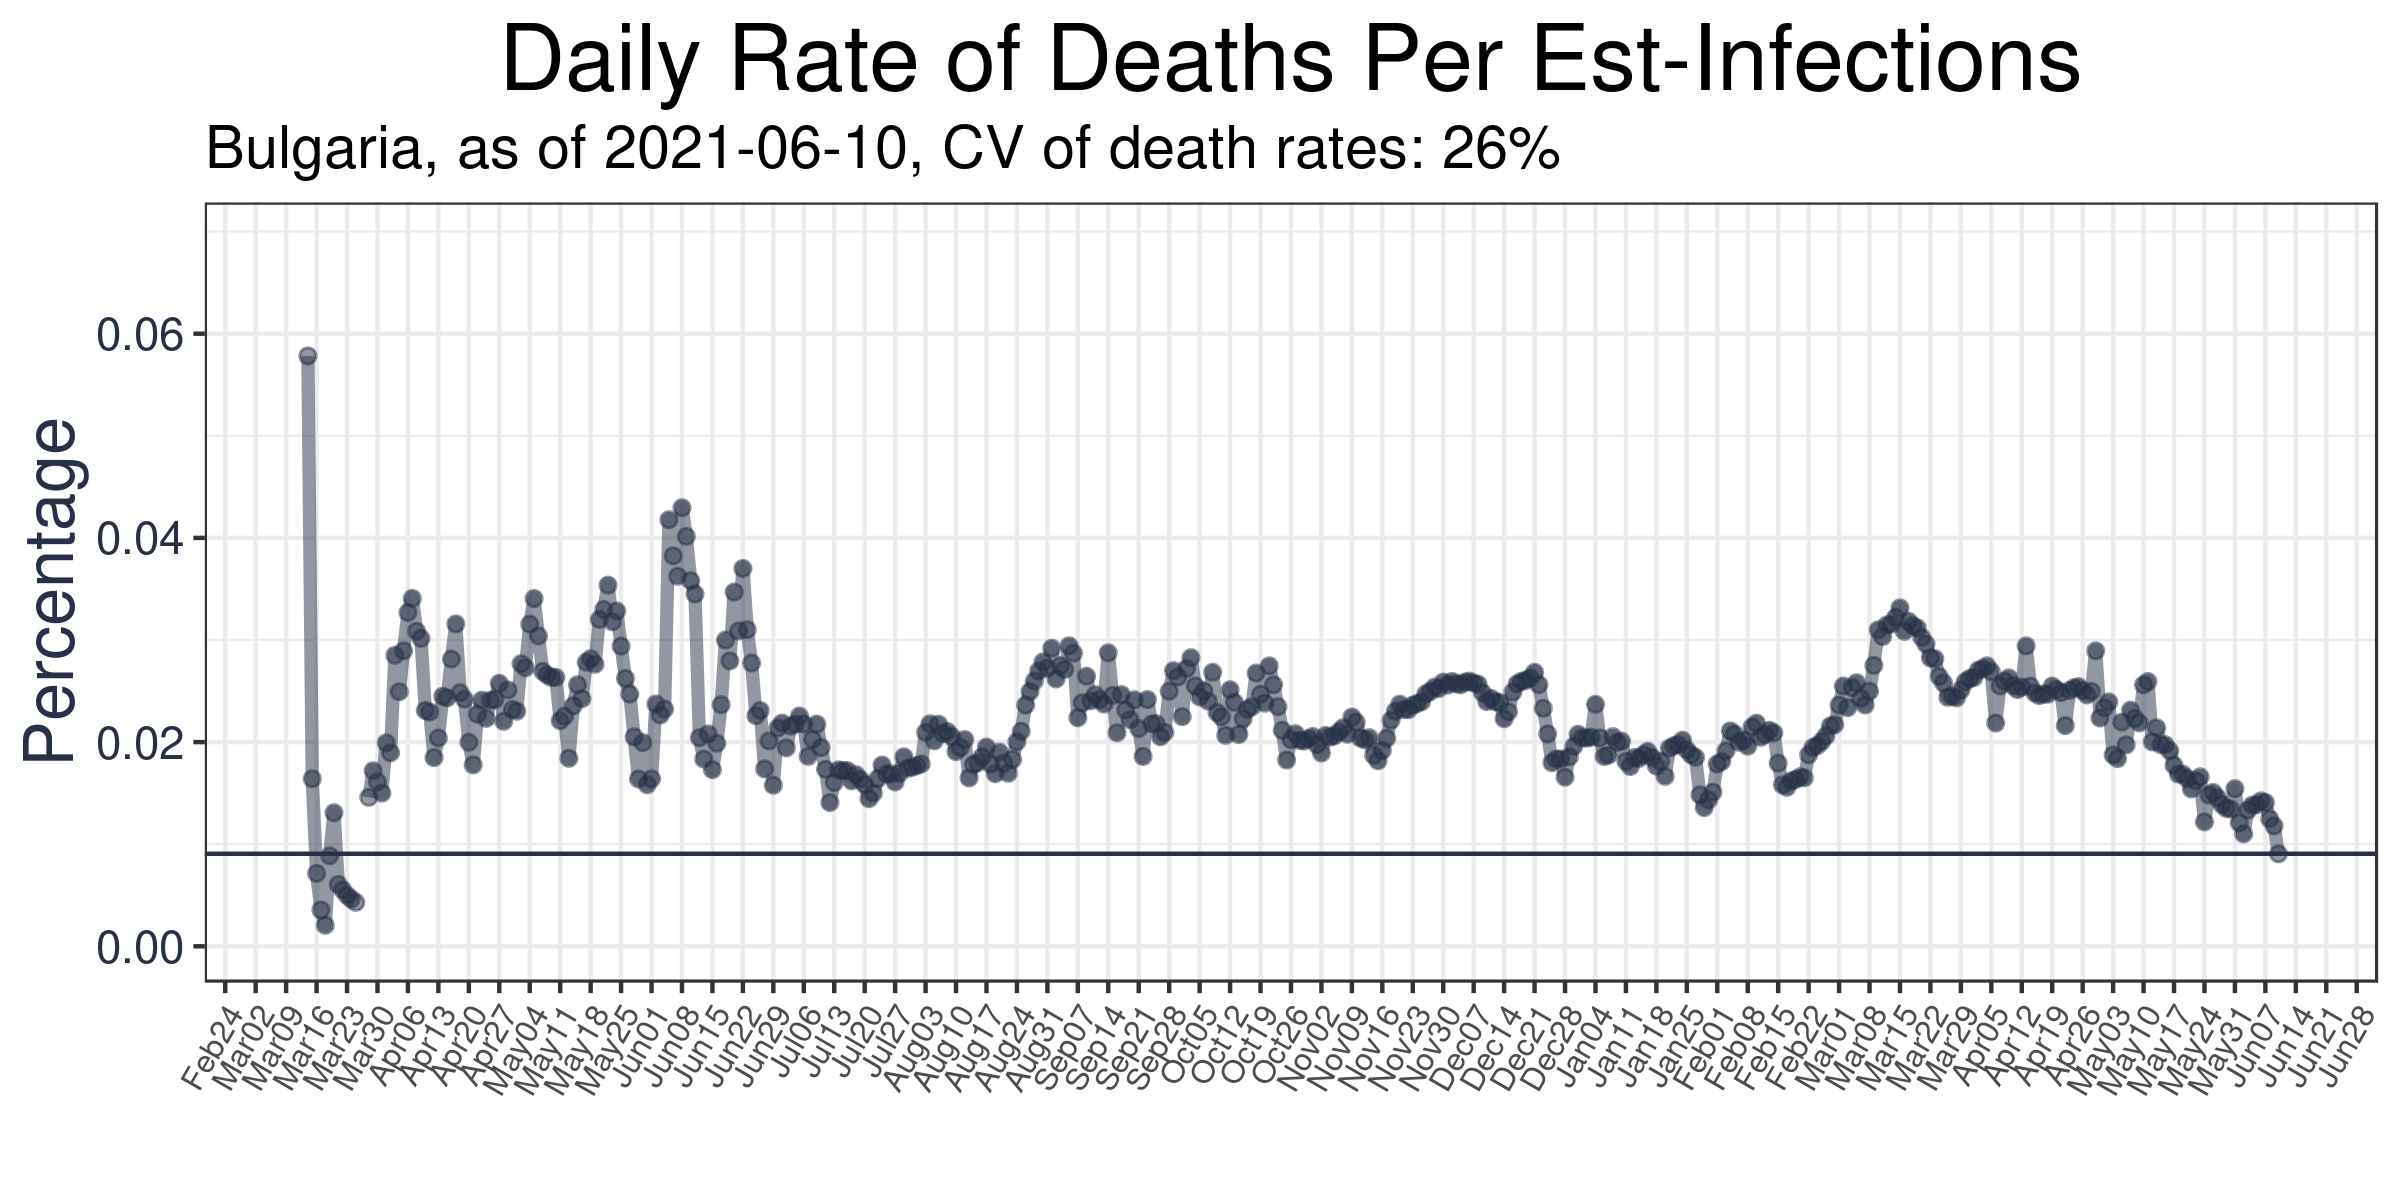 Daily Rate of Deaths Per Est-Infections
Bulgaria, as of 2021-06-10, CV of death rates: 26%
Percentage
0.06
0.04
0.02
0.00
Feb24
Mar02
Mar09
Mar16
Mar23
Mar30
Apr06
Apr13
Apr20
Apr27
May04
May11
May18
May25
Jun01
Jun08
Jun15
Jun22
Jun29
Jul06
Jul13
Jul20
Jul27
Aug03
Aug10
Aug17
Aug24
Aug31
Sep07
Sep14
Sep21
Sep28
Oct05
Oct12
Oct19
Oct26
Nov02
Nov09
Nov16
Nov23
Nov30
Dec07
Dec14
Dec21
Dec28
Jan04
Jan11
Jan18
Jan25
Feb01
Feb08
Feb15
Feb22
Mar01
Mar08
Mar15
Mar22
Mar29
Apr05
Apr12
Apr19
Apr26
May03
May10
May17
May24
May31
Jun07
Jun14
Jun21
Jun28